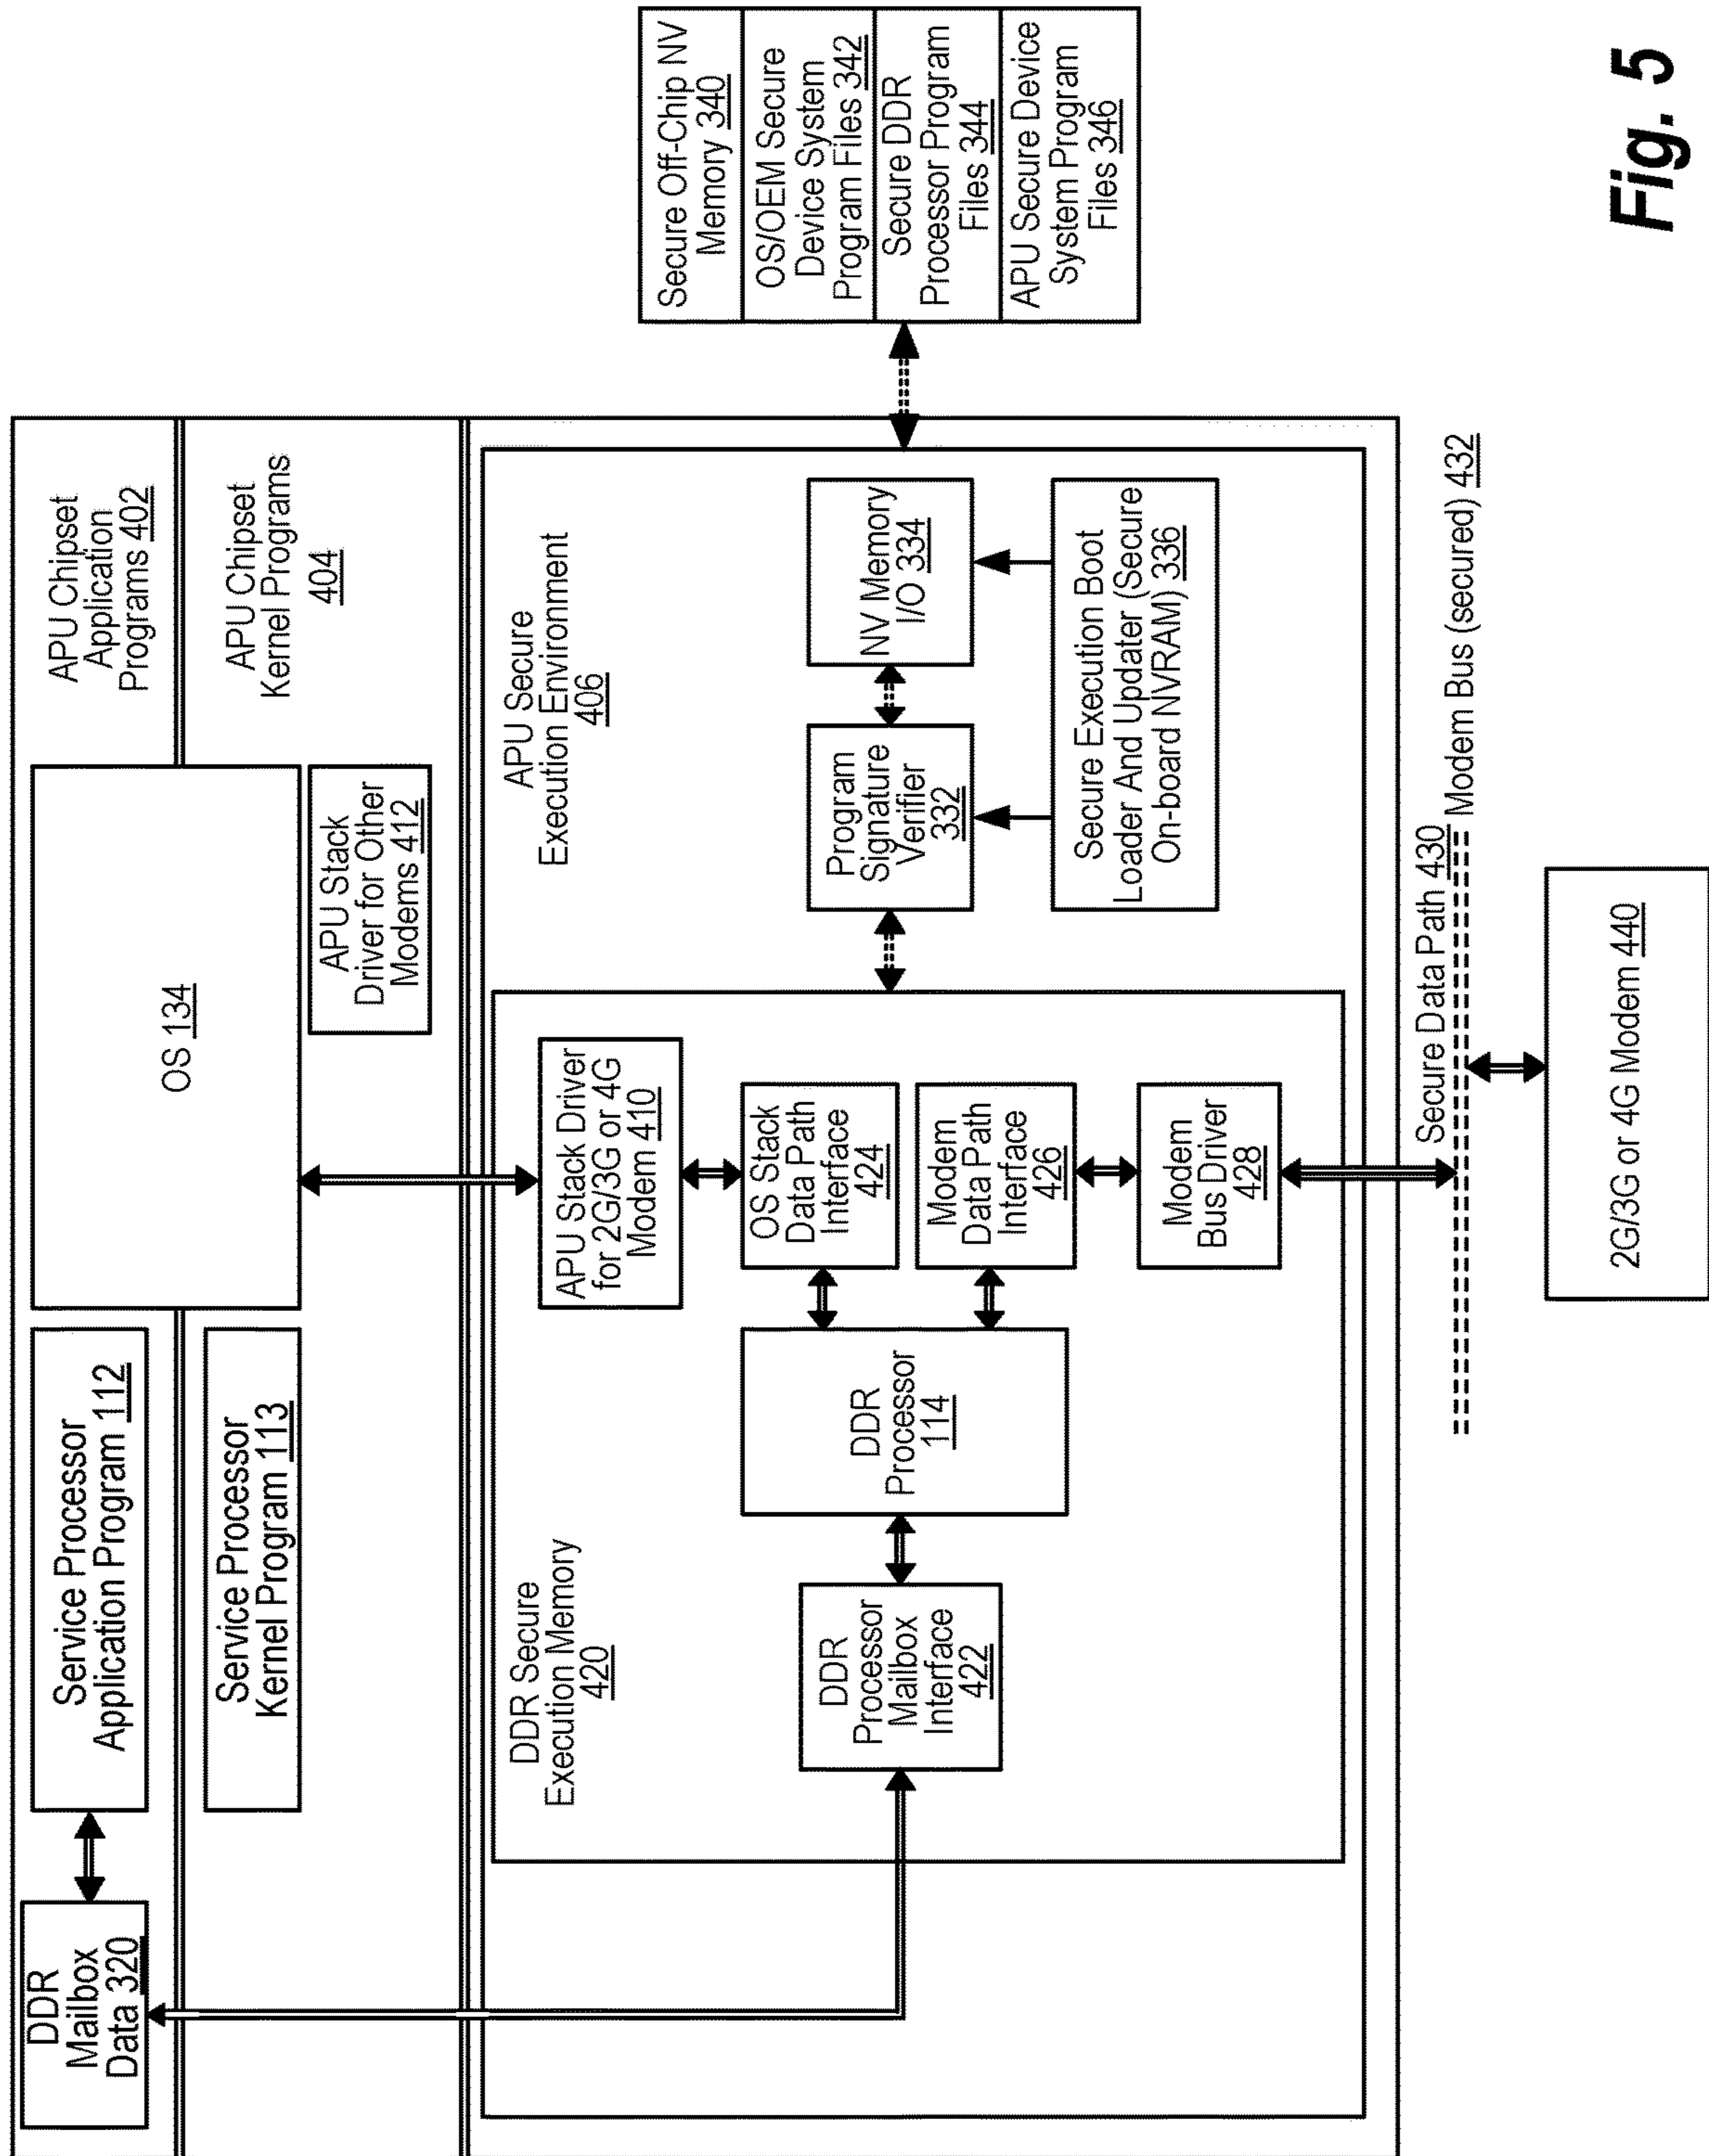 DDR
Mailbox
Data 320
Service Processor
Application Program 112
OS 134
APU Chipset
Application
Programs 402
Service Processor
Kernel Program 113
APU Stack
Driver for Other
Modems 412
APU Chipset
Kernel Programs
404
DDR Secure
Execution Memory
420
APU Stack Driver
for 2G/3G or 4G
Modem 410
APU Secure
Execution Environment
406
DDR
Processor
Mailbox
Interface
422
DDR
Processor
114
OS Stack
Data Path
Interface
424
Modem
Data Path
Interface
426
Modem
Bus Driver
428
Program
Signature
Verifier
332
NV Memory
I/O 334
Secure Execution Boot
Loader And Updater (Secure
On-board NVRAM) 336
Secure Off-Chip NV
Memory 340
OS/OEM Secure
Device System
Program Files 342
Secure DDR
Processor Program
Files 344
APU Secure Device
System Program
Files 346
Secure Data Path 430
Modem Bus (secured) 432
2G/3G or 4G Modem 440
Fig. 5